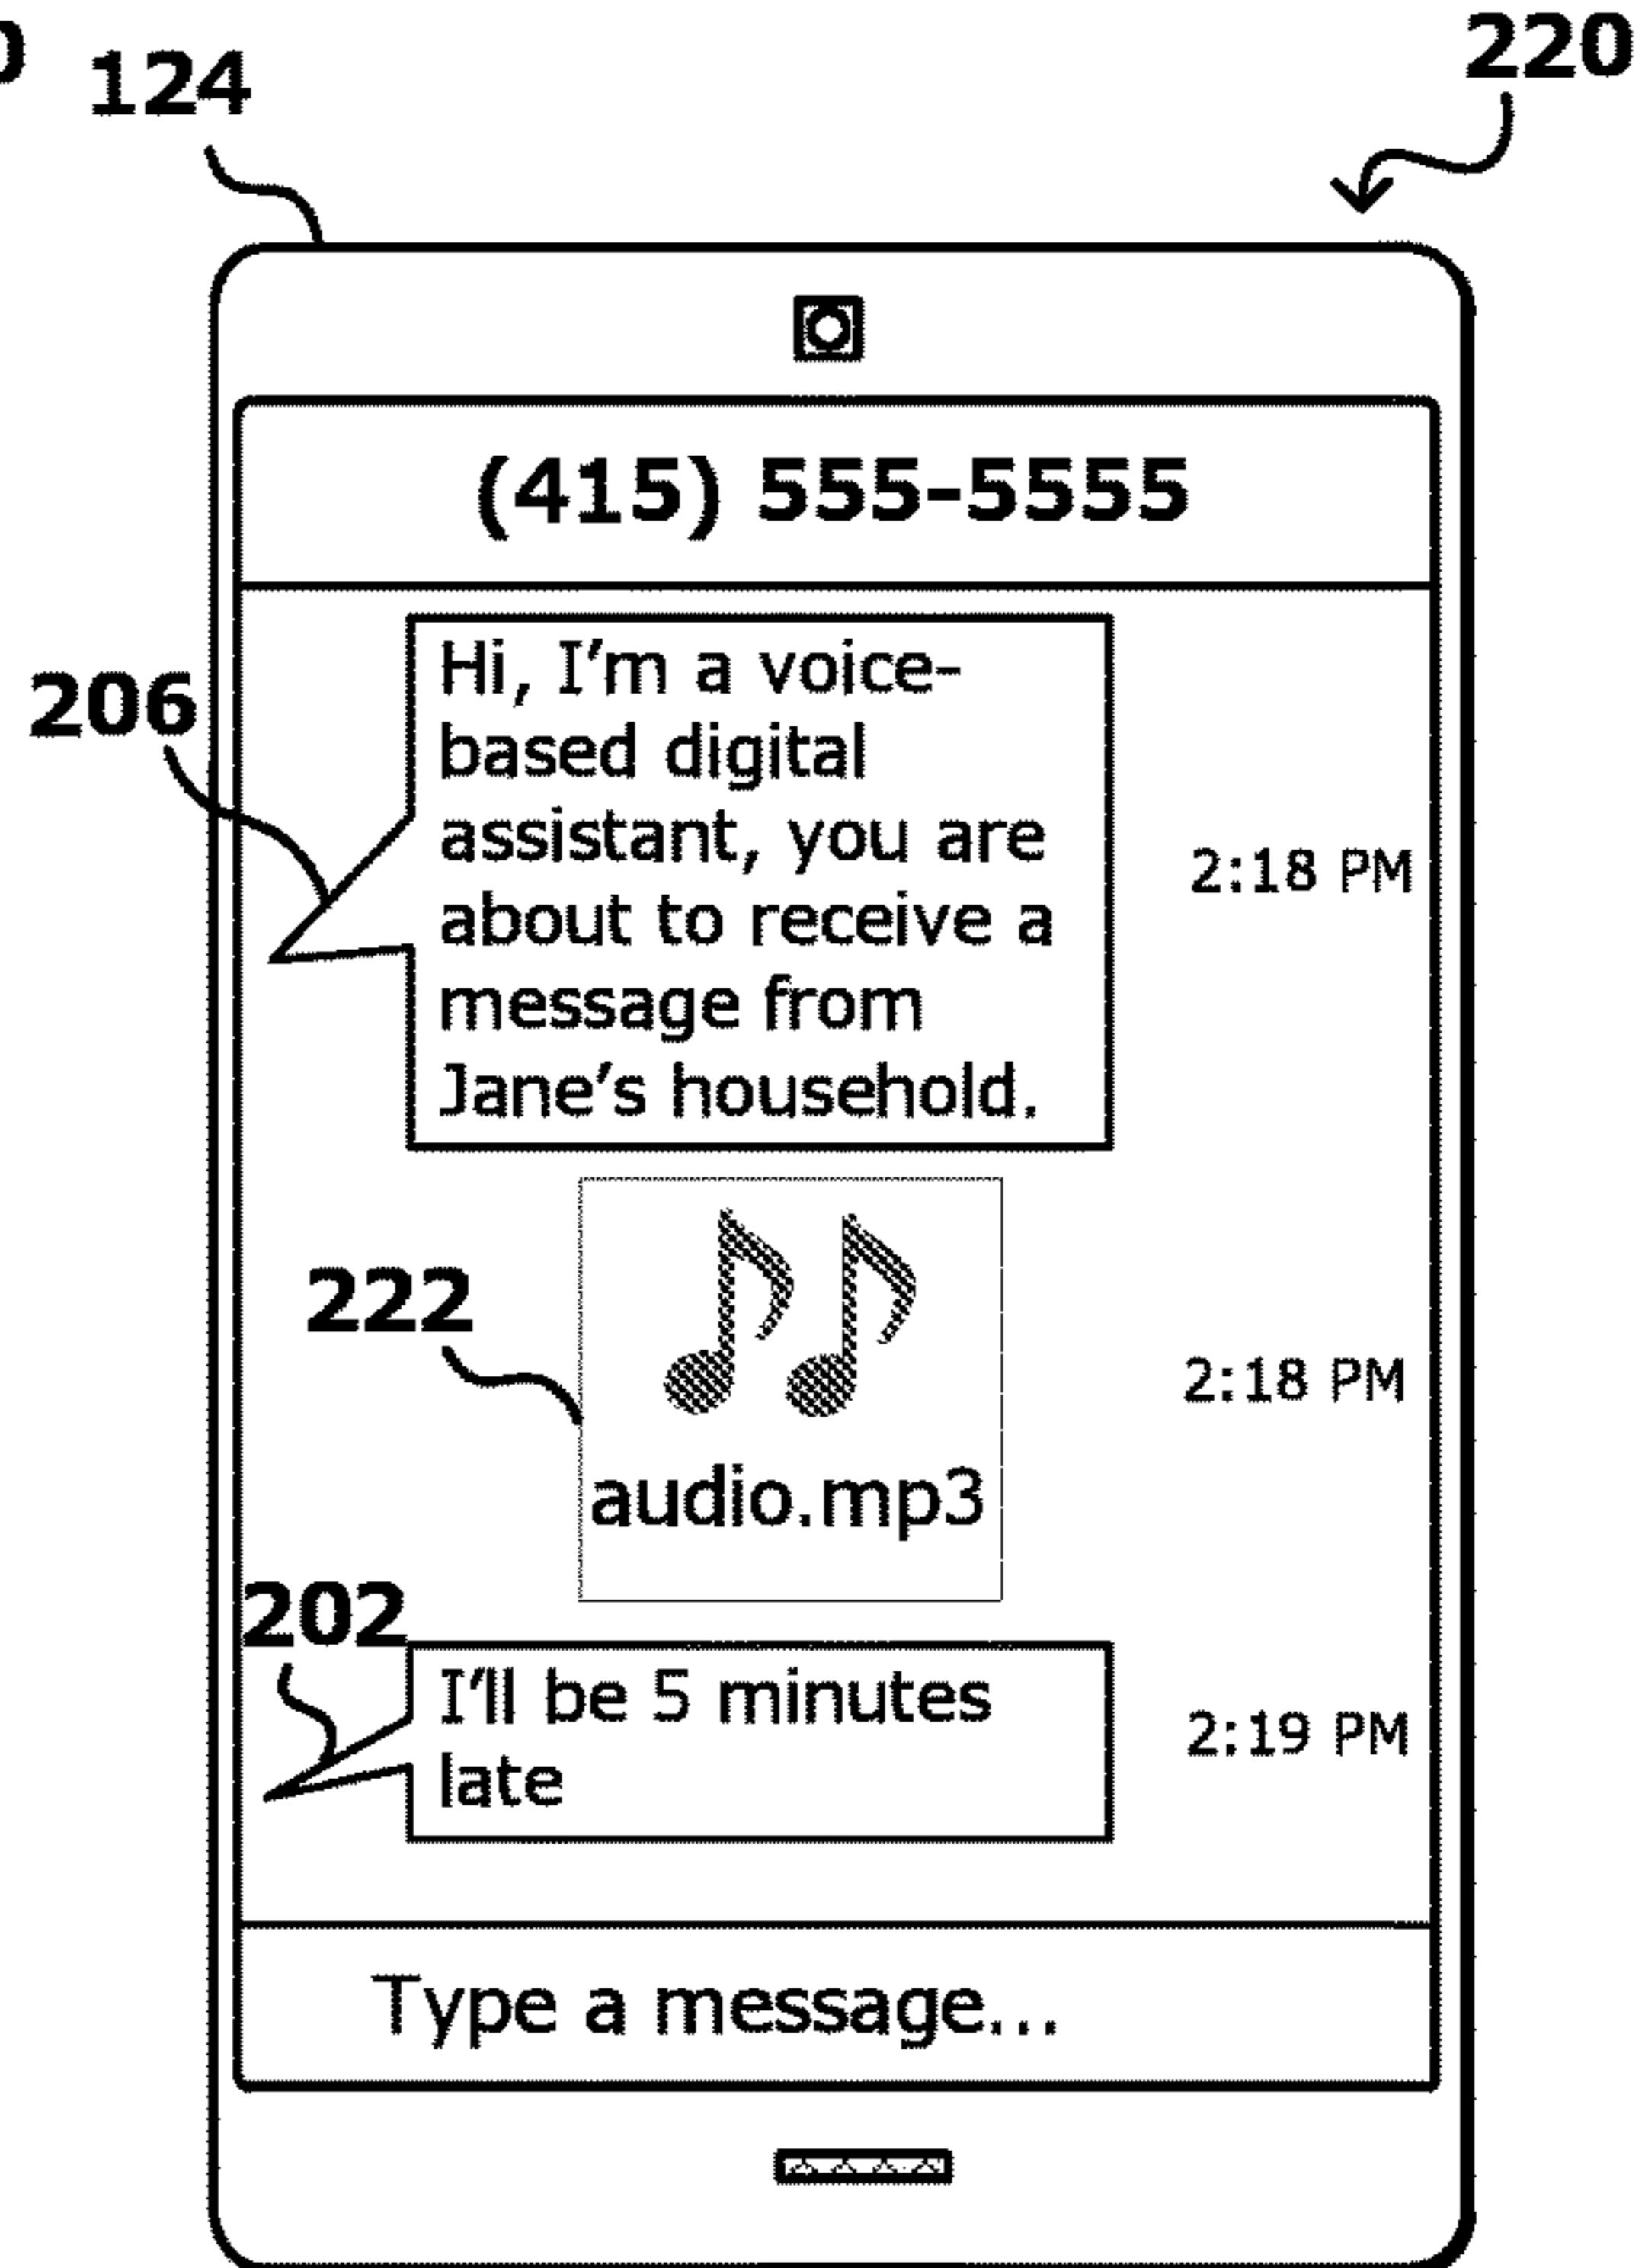 0
124
220
(415) 555-5555
206
Hi, I'm a voice-
based digital
assistant, you are
about to receive a
message from
Jane's household.
2:18 PM
222
audio.mp3
2:18 PM
202
I'll be 5 minutes
late
2:19 PM
Type a message...